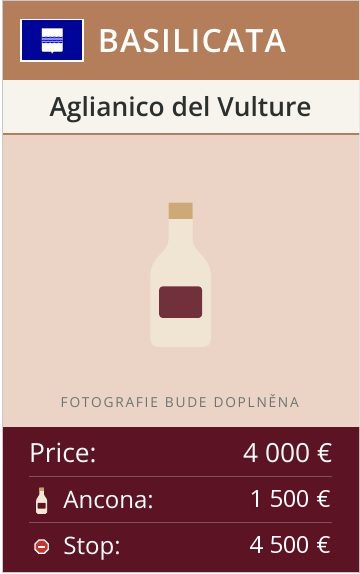 BASILICATA
Aglianico del Vulture
FOTOGRAFIE BUDE DOPLNĚNA
Price: 4 000 €
Ancona: 1 500 €
Stop: 4 500 €